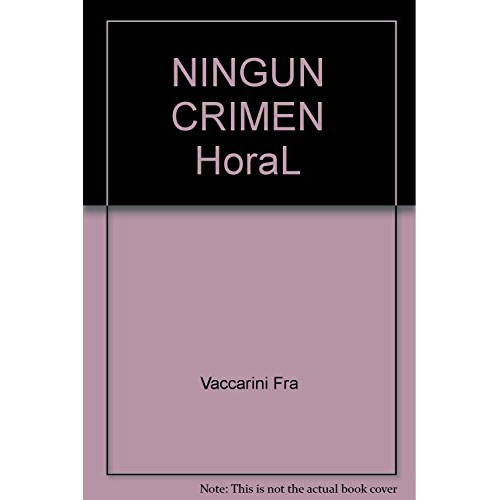 NINGUN
CRIMEN
HoraL
Vaccarini Fra
Note: This is not the actual book cover